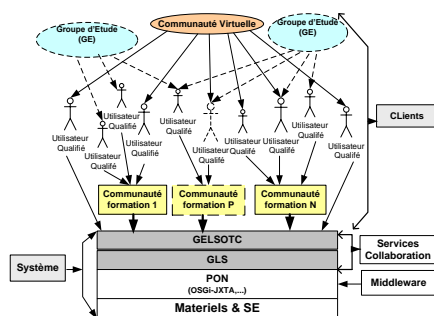 Groupe d'Etude
(GE)
Communauté Virtuelle
Groupe d'Etude
(GE)
Utilisateur
Qualifié
Utilisateur
Qualifié
Utilisateur
Qualifié
Utilisateur
Qualifié
Utilisateur
Qualifié
Utilisateur
Qualifié
Utilisateur
Qualifié
Utilisateur
Qualifié
Utilisateur
Qualifié
CLients
Communauté
formation 1
Communauté
formation P
Communauté
formation N
GELSOTC
GLS
PON
(OSGi-JXTA,...)
Materiels & SE
Système
Services
Collaboration
Middleware